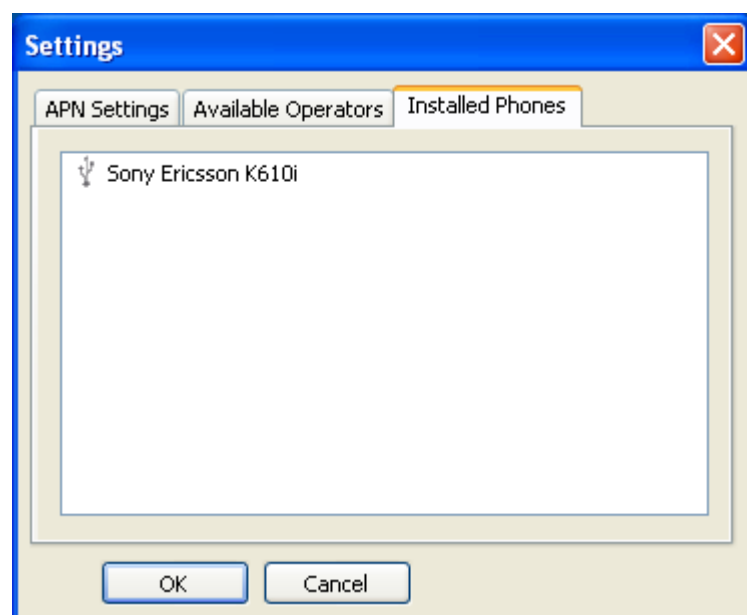 Settings
APN Settings Available Operators Installed Phones
Sony Ericsson K610i
OK Cancel